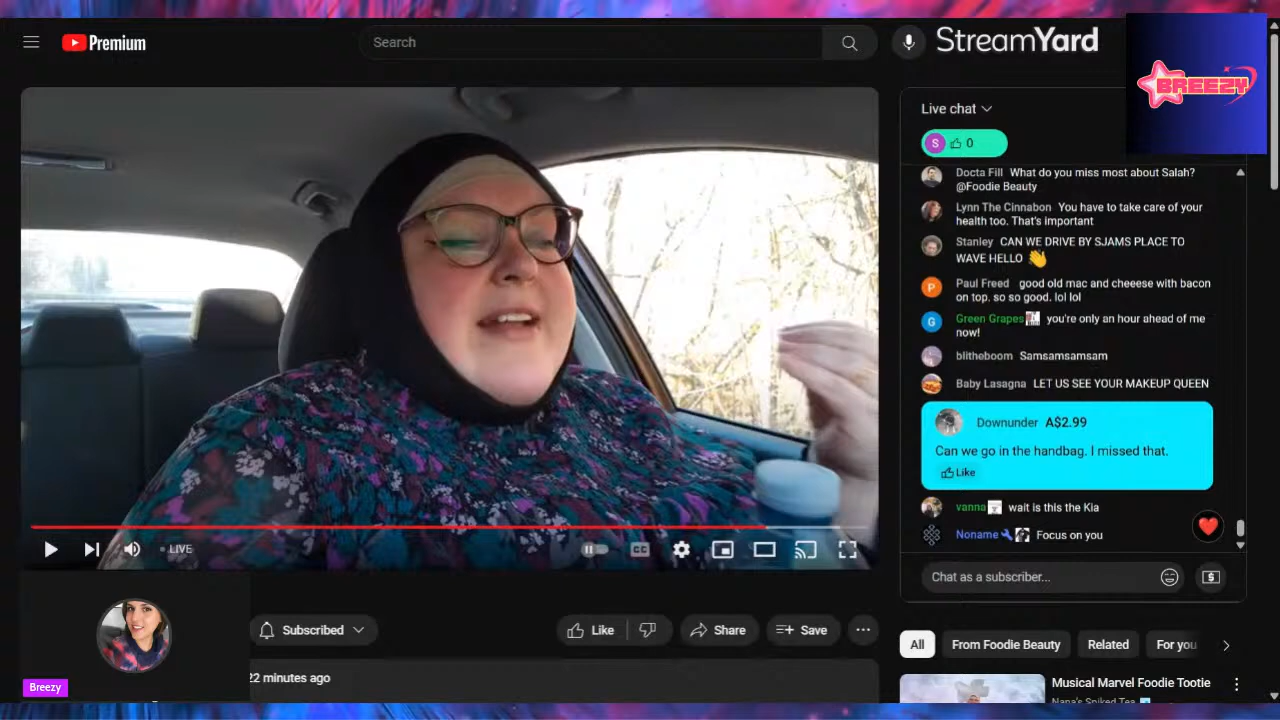 Premium
Search
StreamYard
BREEZY
Live chat
S 0
Docta Fill What do you miss most about Salah?
@Foodie Beauty
Lynn The Cinnabon You have to take care of your
health too. That's important
Stanley CAN WE DRIVE BY SJAMS PLACE TO
WAVE HELLO
P Paul Freed good old mac and cheeese with bacon
on top. so so good. lol lol
G Green Grapes you're only an hour ahead of me
now!
blitheboom Samsamsamsam
Baby Lasagna LET US SEE YOUR MAKEUP QUEEN
Downunder A$2.99
Can we go in the handbag. I missed that.
Like
vanna wait is this the Kia
Noname Focus on you
LIVE
CC
Chat as a subscriber...
Subscribed
Like
Share
Save
All
From Foodie Beauty
Related
For you
22 minutes ago
Breezy
Musical Marvel Foodie Tootie
Nana's Spiked Tea